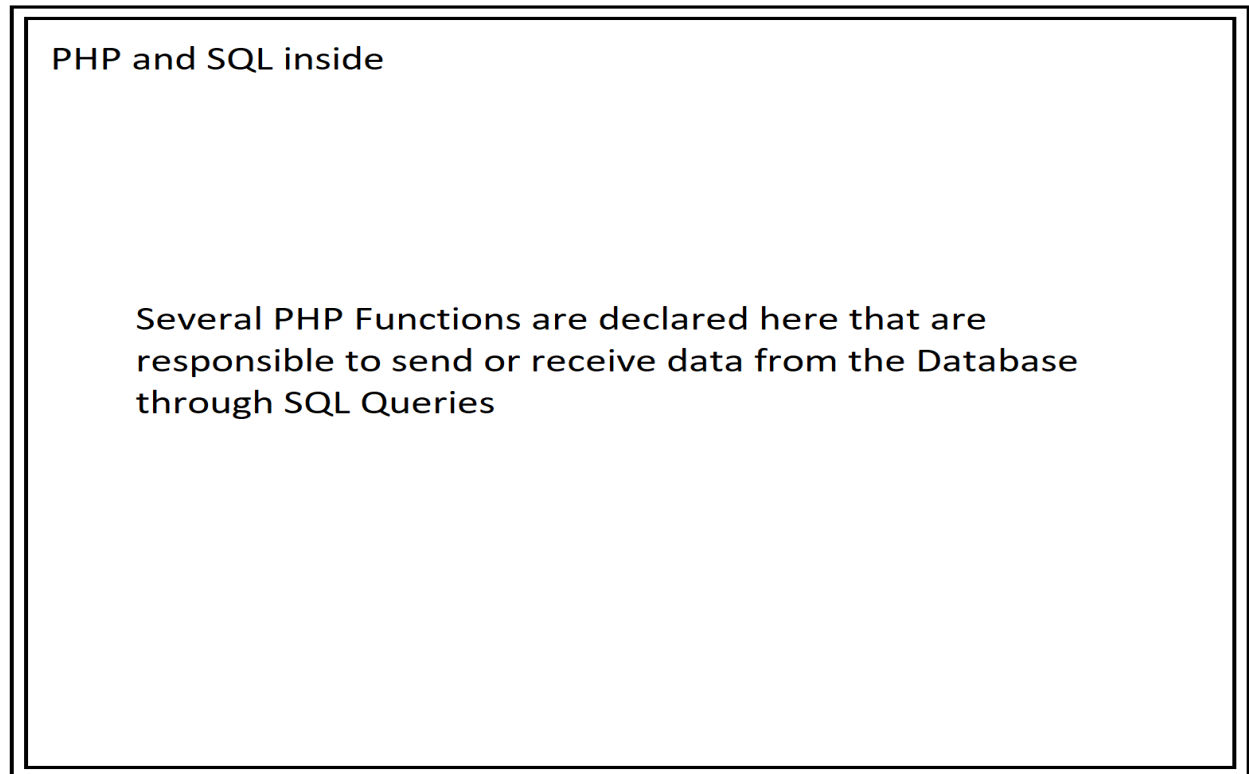 PHP and SQL inside
Several PHP Functions are declared here that are
responsible to send or receive data from the Database
through SQL Queries